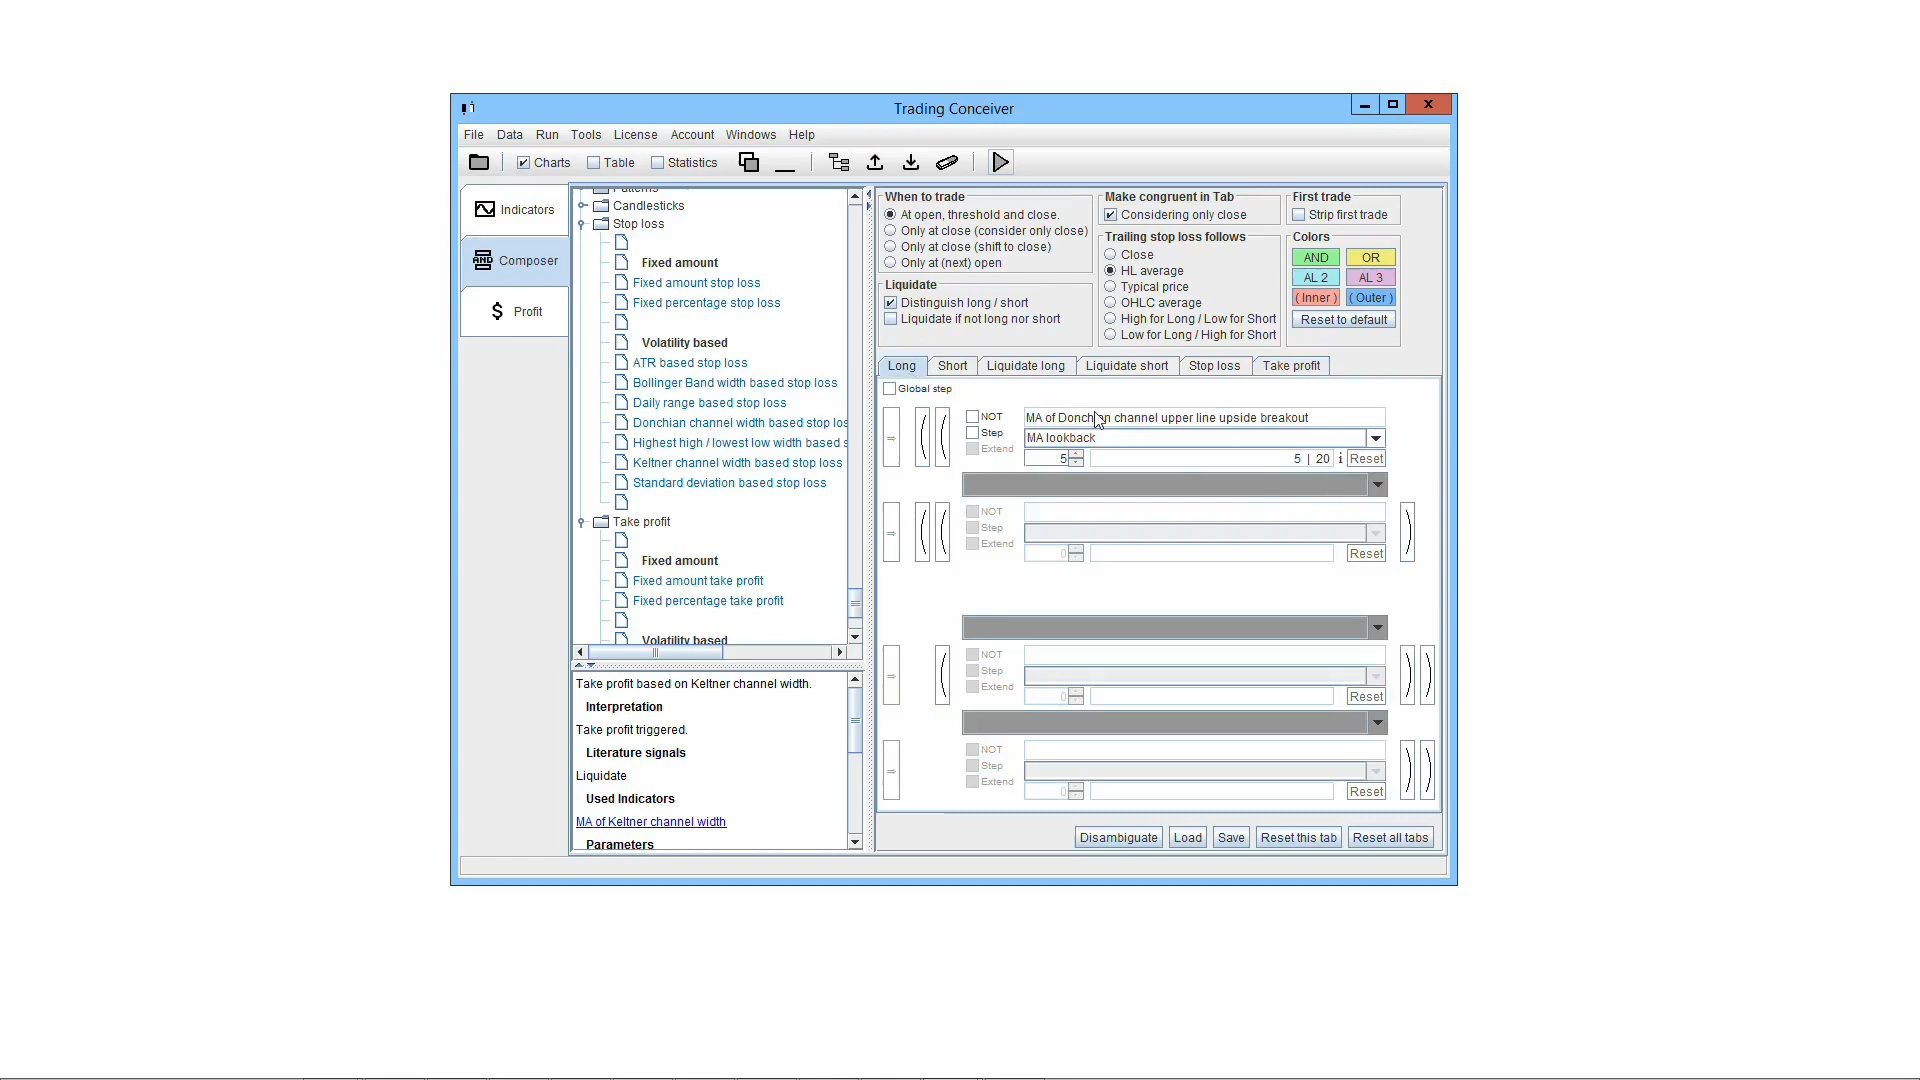 Trading Conceiver
File Data Run Tools License Account Windows Help
Charts Table Statistics
Indicators
Composer
Profit
Patterns
Candlesticks
Stop loss
Fixed amount
Fixed amount stop loss
Fixed percentage stop loss
Volatility based
ATR based stop loss
Bollinger Band width based stop loss
Daily range based stop loss
Donchian channel width based stop los
Highest high / lowest low width based s
Keltner channel width based stop loss
Standard deviation based stop loss
Take profit
Fixed amount
Fixed amount take profit
Fixed percentage take profit
Volatility based
Take profit based on Keltner channel width.
Interpretation
Take profit triggered.
Literature signals
Liquidate
Used Indicators
MA of Keltner channel width
Parameters
When to trade
At open, threshold and close.
Only at close (consider only close)
Only at close (shift to close)
Only at (next) open
Liquidate
Distinguish long / short
Liquidate if not long nor short
Make congruent in Tab
Considering only close
Trailing stop loss follows
Close
HL average
Typical price
OHLC average
High for Long / Low for Short
Low for Long / High for Short
First trade
Strip first trade
Colors
AND OR
AL 2 AL 3
( Inner ) ( Outer )
Reset to default
Long Short Liquidate long Liquidate short Stop loss Take profit
Global step
NOT MA of Donchian channel upper line upside breakout
Step MA lookback
Extend 5 5 | 20 i Reset
NOT
Step
Extend 0 Reset
NOT
Step
Extend 0 Reset
NOT
Step
Extend 0 Reset
Disambiguate Load Save Reset this tab Reset all tabs